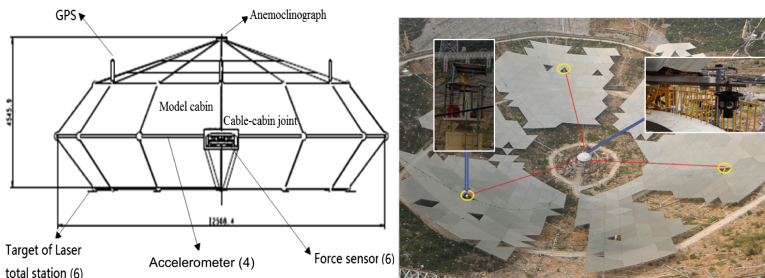 GPS
Anemoclinograph
Model cabin
Cable-cabin joint
4545.9
12508.4
Target of Laser
total station (6)
Accelerometer (4)
Force sensor (6)